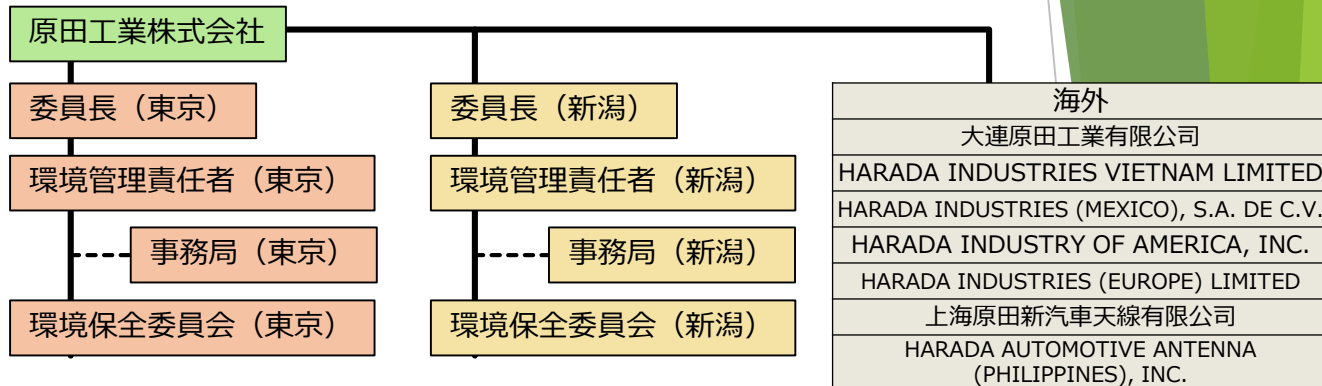 原田工業株式会社
委員長（東京）
環境管理責任者（東京）
事務局（東京）
環境保全委員会（東京）
委員長（新潟）
環境管理責任者（新潟）
事務局（新潟）
環境保全委員会（新潟）
海外
大連原田工業有限公司
HARADA INDUSTRIES VIETNAM LIMITED
HARADA INDUSTRIES (MEXICO), S.A. DE C.V.
HARADA INDUSTRY OF AMERICA, INC.
HARADA INDUSTRIES (EUROPE) LIMITED
上海原田新汽車天線有限公司
HARADA AUTOMOTIVE ANTENNA
(PHILIPPINES), INC.